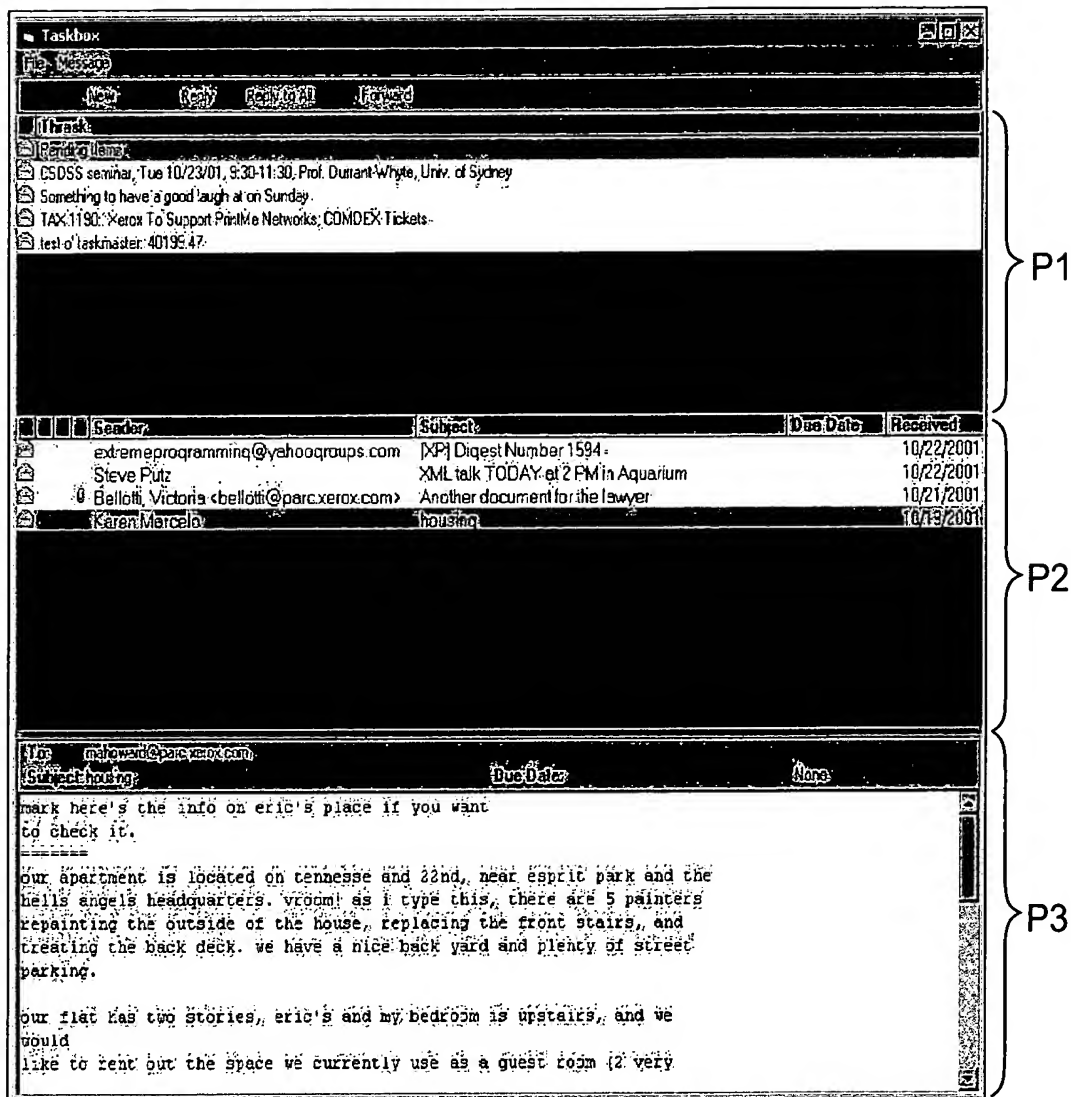 Taskbox
File Message
New Reply Reply to All Forward
Thrask
Pending Items
CSDSS seminar, Tue 10/23/01, 9:30-11:30, Prof. Durrant-Whyte, Univ. of Sydney
Something to have a good laugh at on Sunday
TAX 1190: Xerox To Support PrintMe Networks; COMDEX Tickets
test o' taskmaster: 40199.47
P1
Sender Subject Due Date Received
extremeprogramming@yahoogroups.com [XP] Digest Number 1594 10/22/2001
Steve Putz XML talk TODAY at 2 PM in Aquarium 10/22/2001
Bellotti, Victoria <bellotti@parc.xerox.com> Another document for the lawyer 10/21/2001
Karen Marcelo housing 10/19/2001
P2
To: mahoward@parc.xerox.com
Subject: housing Due Date: None
mark here's the info on eric's place if you want
to check it.
=======
our apartment is located on tennesse and 22nd, near esprit park and the
hells angels headquarters. vroom! as i type this, there are 5 painters
repainting the outside of the house, replacing the front stairs, and
treating the back deck. we have a nice back yard and plenty of street
parking.
P3
our flat has two stories, eric's and my bedroom is upstairs, and we
would
like to rent out the space we currently use as a guest room (2 very